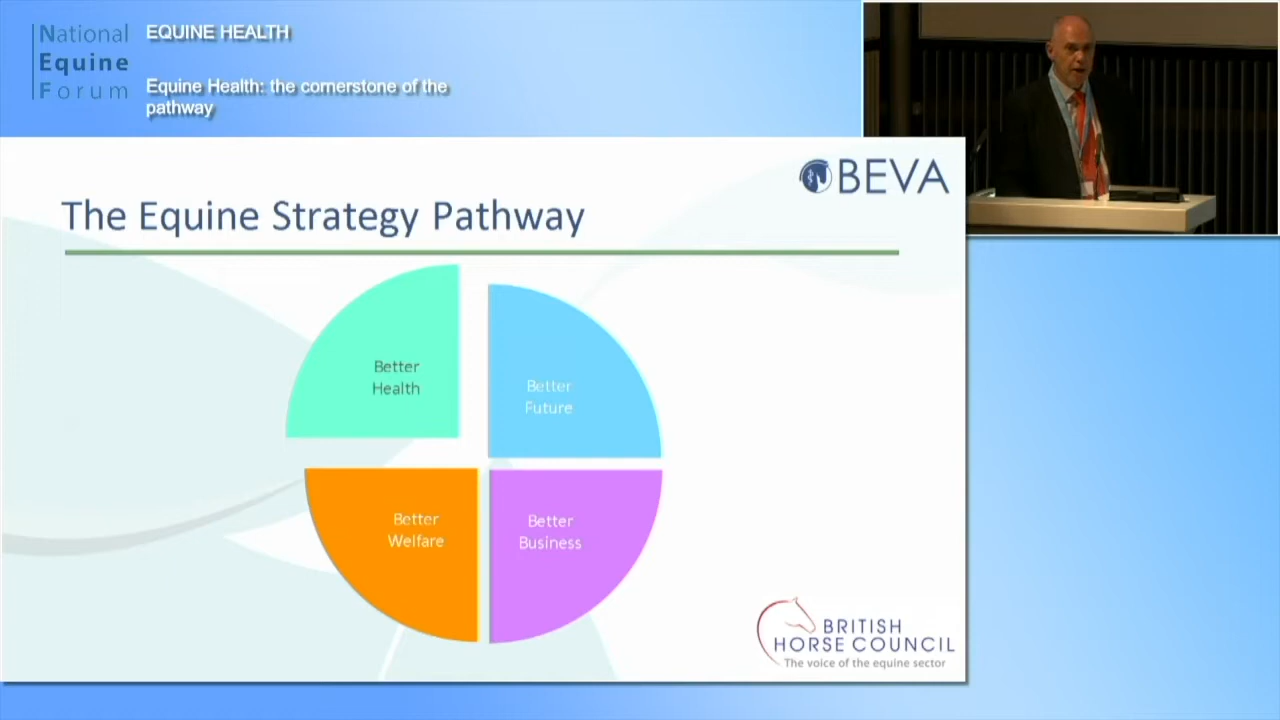 National
Equine
Forum
EQUINE HEALTH
Equine Health: the cornerstone of the
pathway
BEVA
The Equine Strategy Pathway
Better
Health
Better
Future
Better
Welfare
Better
Business
BRITISH
HORSE COUNCIL
The voice of the equine sector